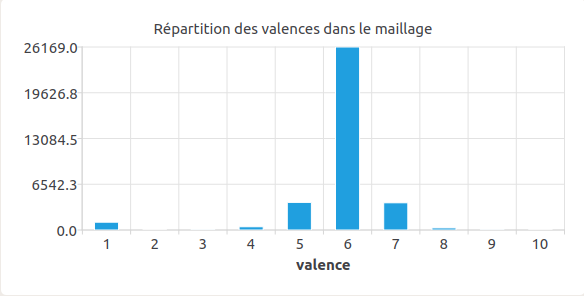 Répartition des valences dans le maillage
26169.0
19626.8
13084.5
6542.3
0.0
1 2 3 4 5 6 7 8 9 10
valence